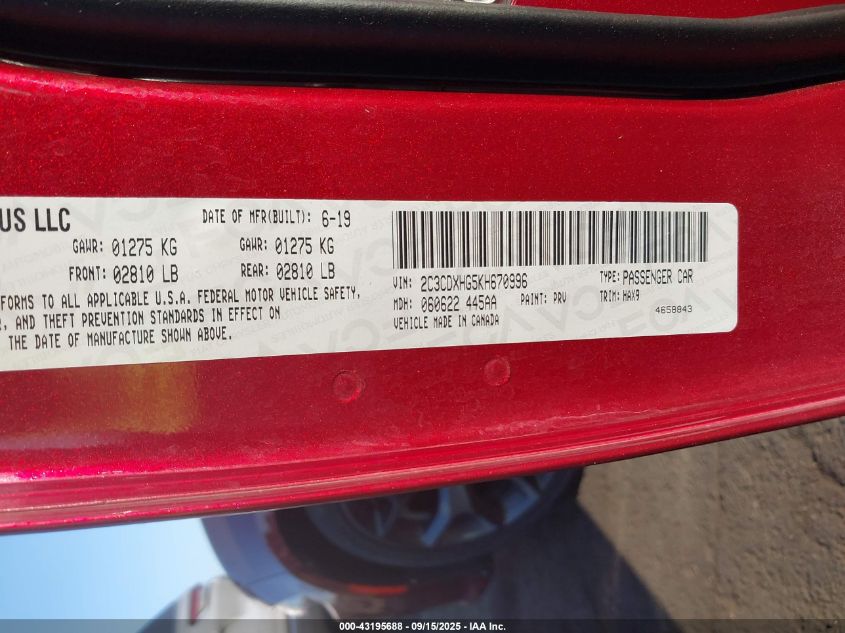 US LLC
DATE OF MFR(BUILT): 6-19
GAWR: 01275 KG GAWR: 01275 KG
FRONT: 02810 LB REAR: 02810 LB
FORMS TO ALL APPLICABLE U.S.A. FEDERAL MOTOR VEHICLE SAFETY,
AND THEFT PREVENTION STANDARDS IN EFFECT ON
THE DATE OF MANUFACTURE SHOWN ABOVE.
VIN: 2C3CDXHG5KH670996 TYPE: PASSENGER CAR
MDH: 060622 445AA PAINT: PRV TRIM: HAX9
VEHICLE MADE IN CANADA 4658843
000-43195688 - 09/15/2025 - IAA Inc.